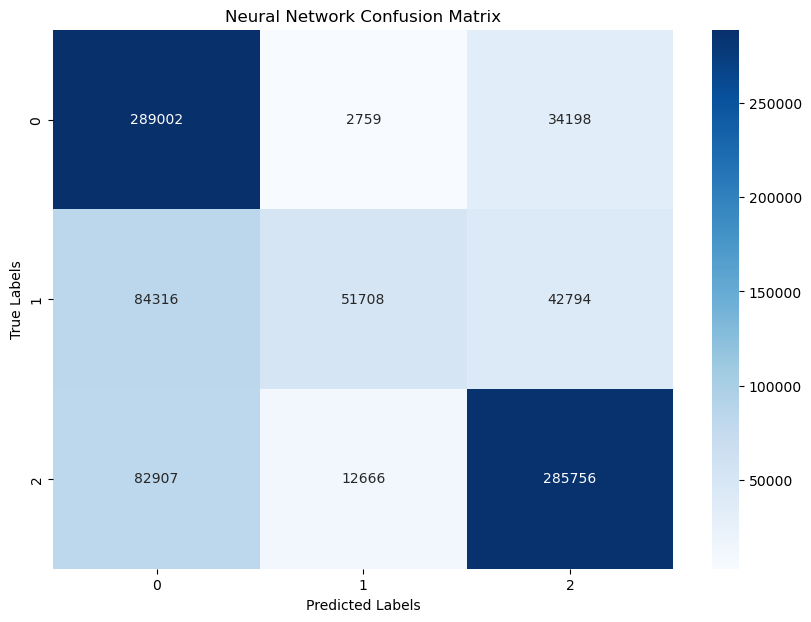 Neural Network Confusion Matrix
True Labels
0
289002 2759 34198
1
84316 51708 42794
2
82907 12666 285756
0 1 2
Predicted Labels
250000
200000
150000
100000
50000